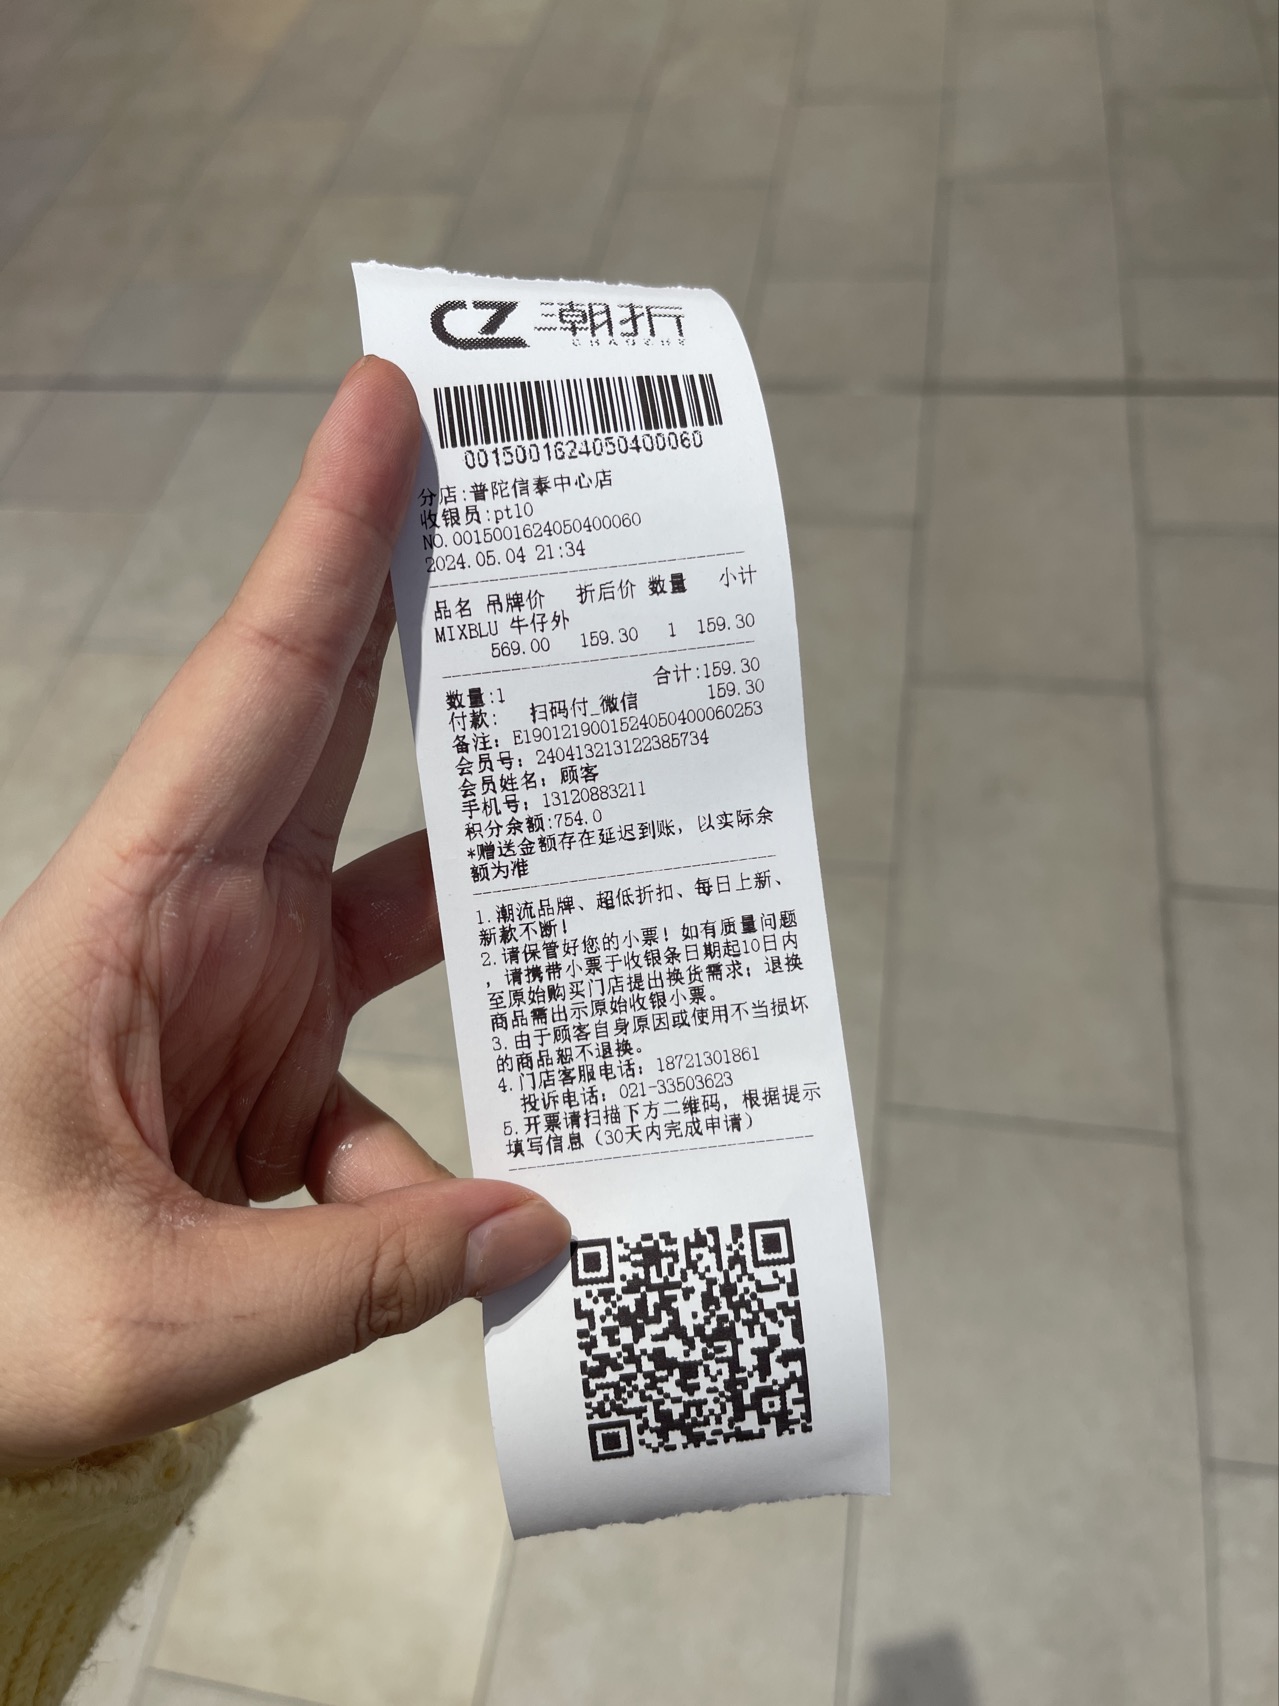 CZ 潮折
CHAOZHE
0015001624050400060
分店:普陀信泰中心店
收银员:pt10
NO.0015001624050400060
2024.05.04 21:34
品名 吊牌价 折后价 数量 小计
MIXBLU 牛仔外
569.00 159.30 1 159.30
合计:159.30
数量:1 159.30
付款: 扫码付_微信
备注: E1901219001524050400060253
会员号: 240413213122385734
会员姓名: 顾客
手机号: 13120883211
积分余额:754.0
*赠送金额存在延迟到账, 以实际余
额为准
1.潮流品牌、超低折扣、每日上新、
新款不断!
2.请保管好您的小票! 如有质量问题
, 请携带小票于收银条日期起10日内
至原始购买门店提出换货需求; 退换
商品需出示原始收银小票。
3.由于顾客自身原因或使用不当损坏
的商品恕不退换。
4.门店客服电话: 18721301861
投诉电话: 021-33503623
5.开票请扫描下方二维码, 根据提示
填写信息 (30天内完成申请)